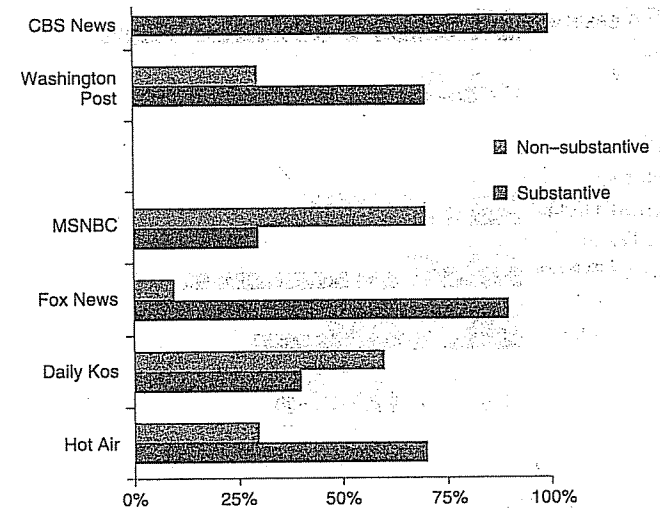 CBS News
Washington
Post
Non–substantive
Substantive
MSNBC
Fox News
Daily Kos
Hot Air
0%
25%
50%
75%
100%